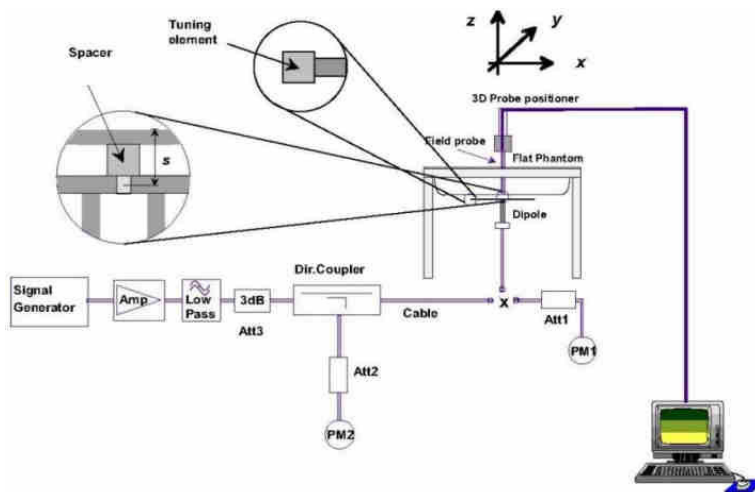 Tuning
element
Spacer
s
z
y
x
3D Probe positioner
Field probe
Flat Phantom
Dipole
Signal
Generator
Amp
Low
Pass
3dB
Att3
Dir.Coupler
Cable
x
Att1
PM1
Att2
PM2